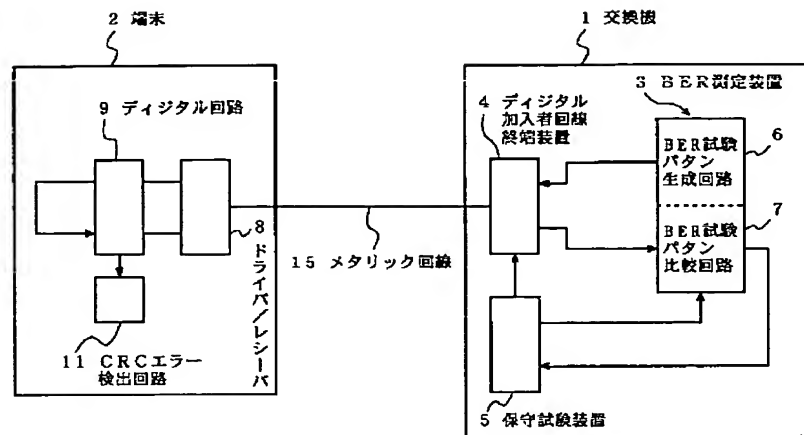 2 端末
1 交換機
9 ディジタル回路
8 ドライバ/レシーバ
11 CRCエラー
検出回路
15 メタリック回線
4 ディジタル
加入者回線
終端装置
3 BER測定装置
BER試験
パタン
生成回路
6
BER試験
パタン
比較回路
7
5 保守試験装置